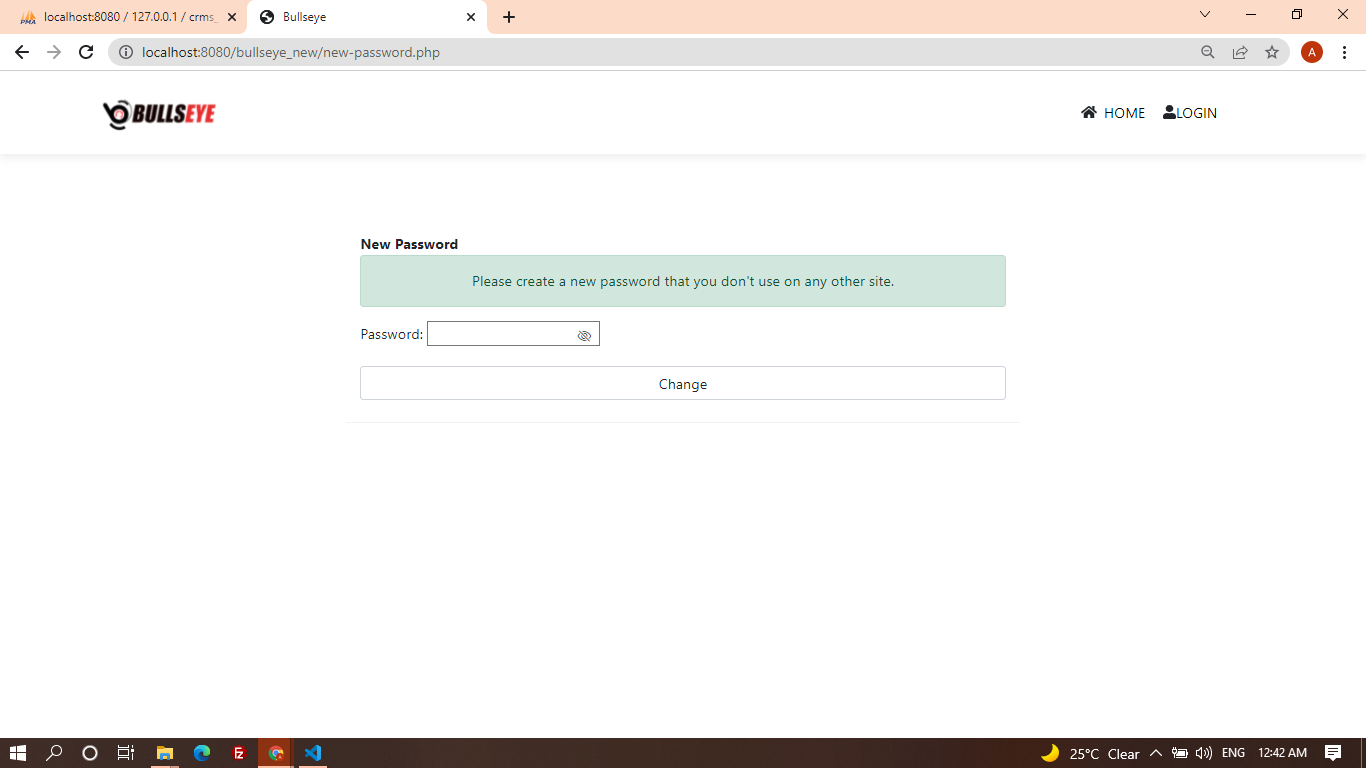 PMA
localhost:8080 / 127.0.0.1 / crms_
Bullseye
localhost:8080/bullseye_new/new-password.php
A
BULLSEYE
HOME
LOGIN
New Password
Please create a new password that you don't use on any other site.
Password:
Change
Fz
25°C Clear
ENG
12:42 AM